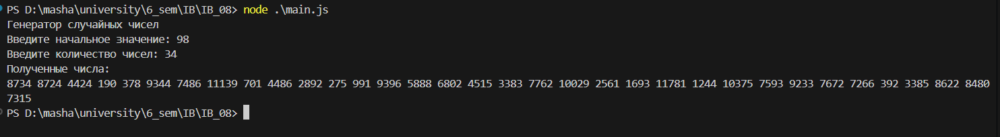 PS D:\masha\university\6_sem\IB\IB_08> node .\main.js
Генератор случайных чисел
Введите начальное значение: 98
Введите количество чисел: 34
Полученные числа:
8734 8724 4424 190 378 9344 7486 11139 701 4486 2892 275 991 9396 5888 6802 4515 3383 7762 10029 2561 1693 11781 1244 10375 7593 9233 7672 7266 392 3385 8622 8480
7315
PS D:\masha\university\6_sem\IB\IB_08>